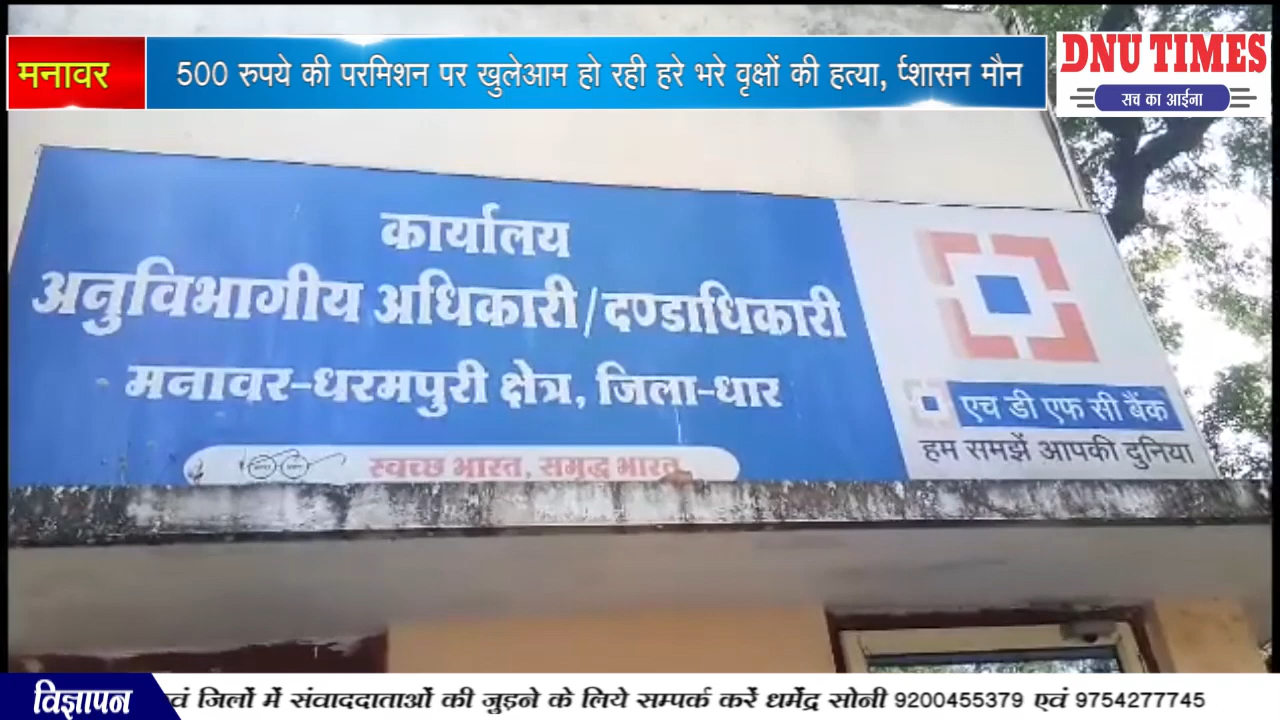 मनावर
500 रुपये की परमिशन पर खुलेआम हो रही हरे भरे वृक्षों की हत्या, र्प्शासन मौन
DNU TIMES
सच का आईना
कार्यालय
अनुविभागीय अधिकारी/दण्डाधिकारी
मनावर-धरमपुरी क्षेत्र, जिला-धार
स्वच्छ भारत, समृद्ध भारत
एच डी एफ सी बैंक
हम समझें आपकी दुनिया
विज्ञापन
वं जिलों में संवाददाताओं की जुड़ने के लिये सम्पर्क करें धर्मेंद्र सोनी 9200455379 एवं 9754277745